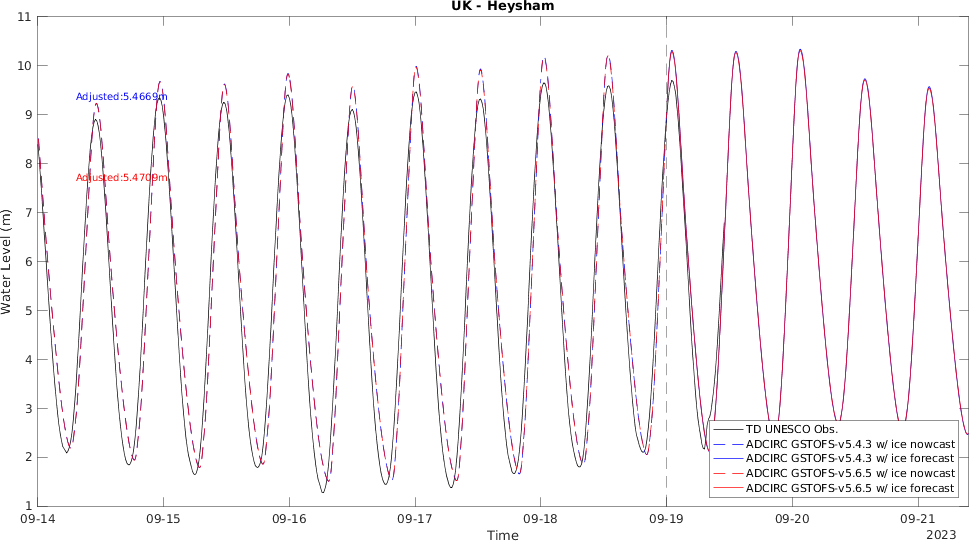 UK - Heysham
11
10
9
8
7
6
5
4
3
2
1
Water Level (m)
Adjusted:5.4669m
Adjusted:5.4709m
TD UNESCO Obs.
ADCIRC GSTOFS-v5.4.3 w/ ice nowcast
ADCIRC GSTOFS-v5.4.3 w/ ice forecast
ADCIRC GSTOFS-v5.6.5 w/ ice nowcast
ADCIRC GSTOFS-v5.6.5 w/ ice forecast
09-14 09-15 09-16 09-17 09-18 09-19 09-20 09-21
Time
2023